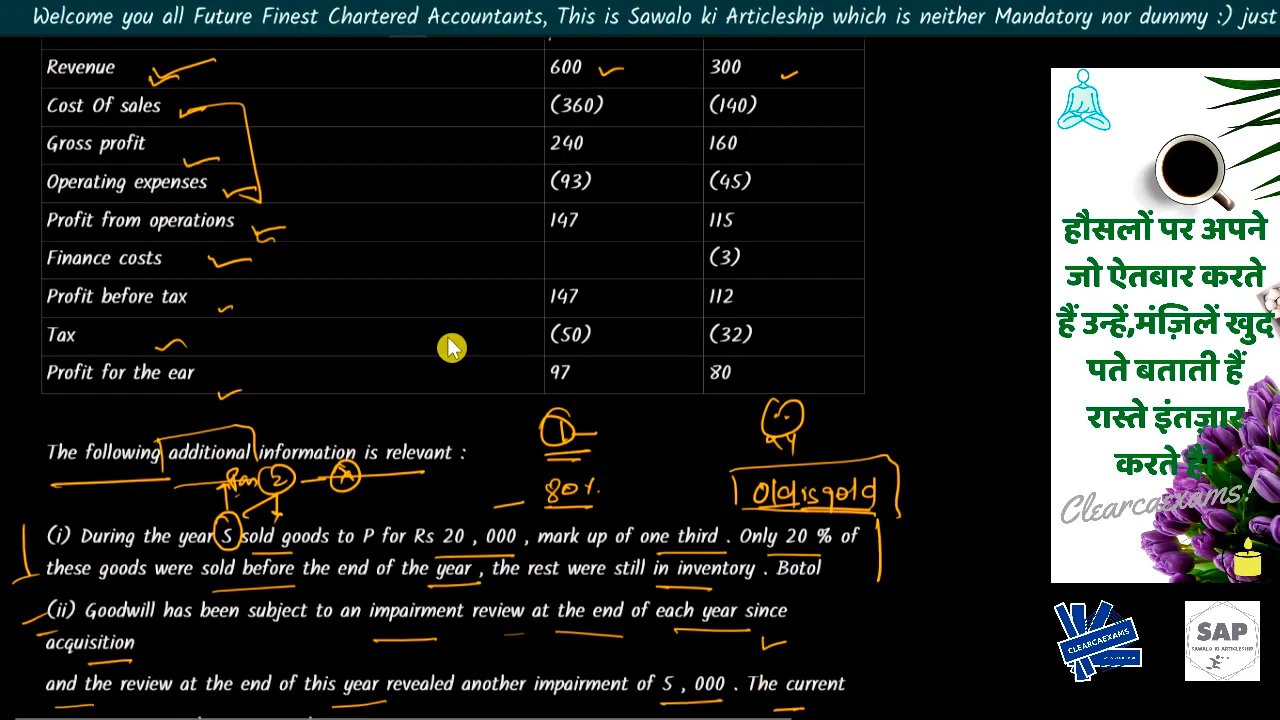 Welcome you all Future Finest Chartered Accountants, This is Sawalo ki Articleship which is neither Mandatory nor dummy :) just
Revenue 600 300
Cost Of sales (360) (140)
Gross profit 240 160
Operating expenses (93) (45)
Profit from operations 147 115
Finance costs (3)
Profit before tax 147 112
Tax (50) (32)
Profit for the ear 97 80
The following additional information is relevant :
2
80%
Old is gold
(i) During the year S sold goods to P for Rs 20 , 000 , mark up of one third . Only 20 % of
these goods were sold before the end of the year , the rest were still in inventory . Botol
(ii) Goodwill has been subject to an impairment review at the end of each year since
acquisition
and the review at the end of this year revealed another impairment of 5 , 000 . The current
हौसलों पर अपने
जो ऐतबार करते
हैं उन्हें,मंज़िलें खुद
पते बताती हैं
रास्ते इंतज़ार
करते हैं।
Clearcaexams!
CLEARCAEXAMS
SAP
SAWALO KI ARTICLESHIP